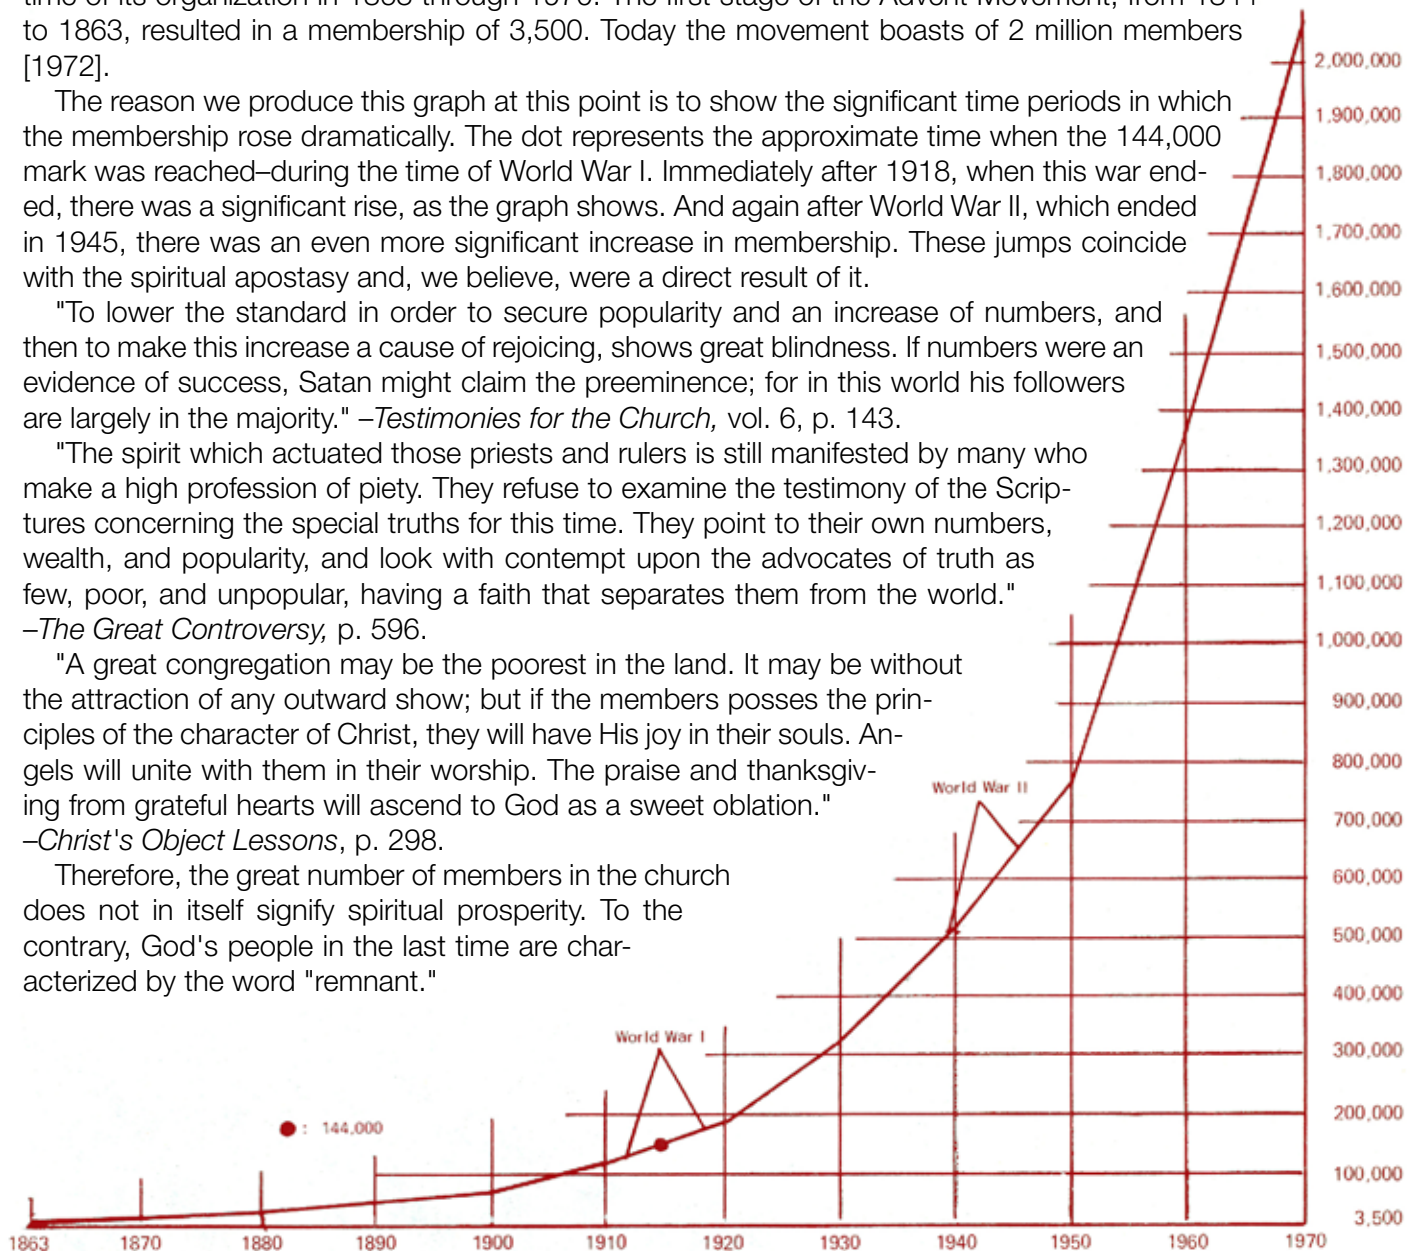 to 1863, resulted in a membership of 3,500. Today the movement boasts of 2 million members
[1972].
The reason we produce this graph at this point is to show the significant time periods in which
the membership rose dramatically. The dot represents the approximate time when the 144,000
mark was reached–during the time of World War I. Immediately after 1918, when this war end-
ed, there was a significant rise, as the graph shows. And again after World War II, which ended
in 1945, there was an even more significant increase in membership. These jumps coincide
with the spiritual apostasy and, we believe, were a direct result of it.
"To lower the standard in order to secure popularity and an increase of numbers, and
then to make this increase a cause of rejoicing, shows great blindness. If numbers were an
evidence of success, Satan might claim the preeminence; for in this world his followers
are largely in the majority." –Testimonies for the Church, vol. 6, p. 143.
"The spirit which actuated those priests and rulers is still manifested by many who
make a high profession of piety. They refuse to examine the testimony of the Scrip-
tures concerning the special truths for this time. They point to their own numbers,
wealth, and popularity, and look with contempt upon the advocates of truth as
few, poor, and unpopular, having a faith that separates them from the world."
–The Great Controversy, p. 596.
"A great congregation may be the poorest in the land. It may be without
the attraction of any outward show; but if the members posses the prin-
ciples of the character of Christ, they will have His joy in their souls. An-
gels will unite with them in their worship. The praise and thanksgiv-
ing from grateful hearts will ascend to God as a sweet oblation."
–Christ's Object Lessons, p. 298.
Therefore, the great number of members in the church
does not in itself signify spiritual prosperity. To the
contrary, God's people in the last time are char-
acterized by the word "remnant."
2,000,000
1,900,000
1,800,000
1,700,000
1,600,000
1,500,000
1,400,000
1,300,000
1,200,000
1,100,000
1,000,000
900,000
800,000
World War II
700,000
600,000
500,000
400,000
World War I
300,000
200,000
: 144,000
100,000
3,500
1863 1870 1880 1890 1900 1910 1920 1930 1940 1950 1960 1970